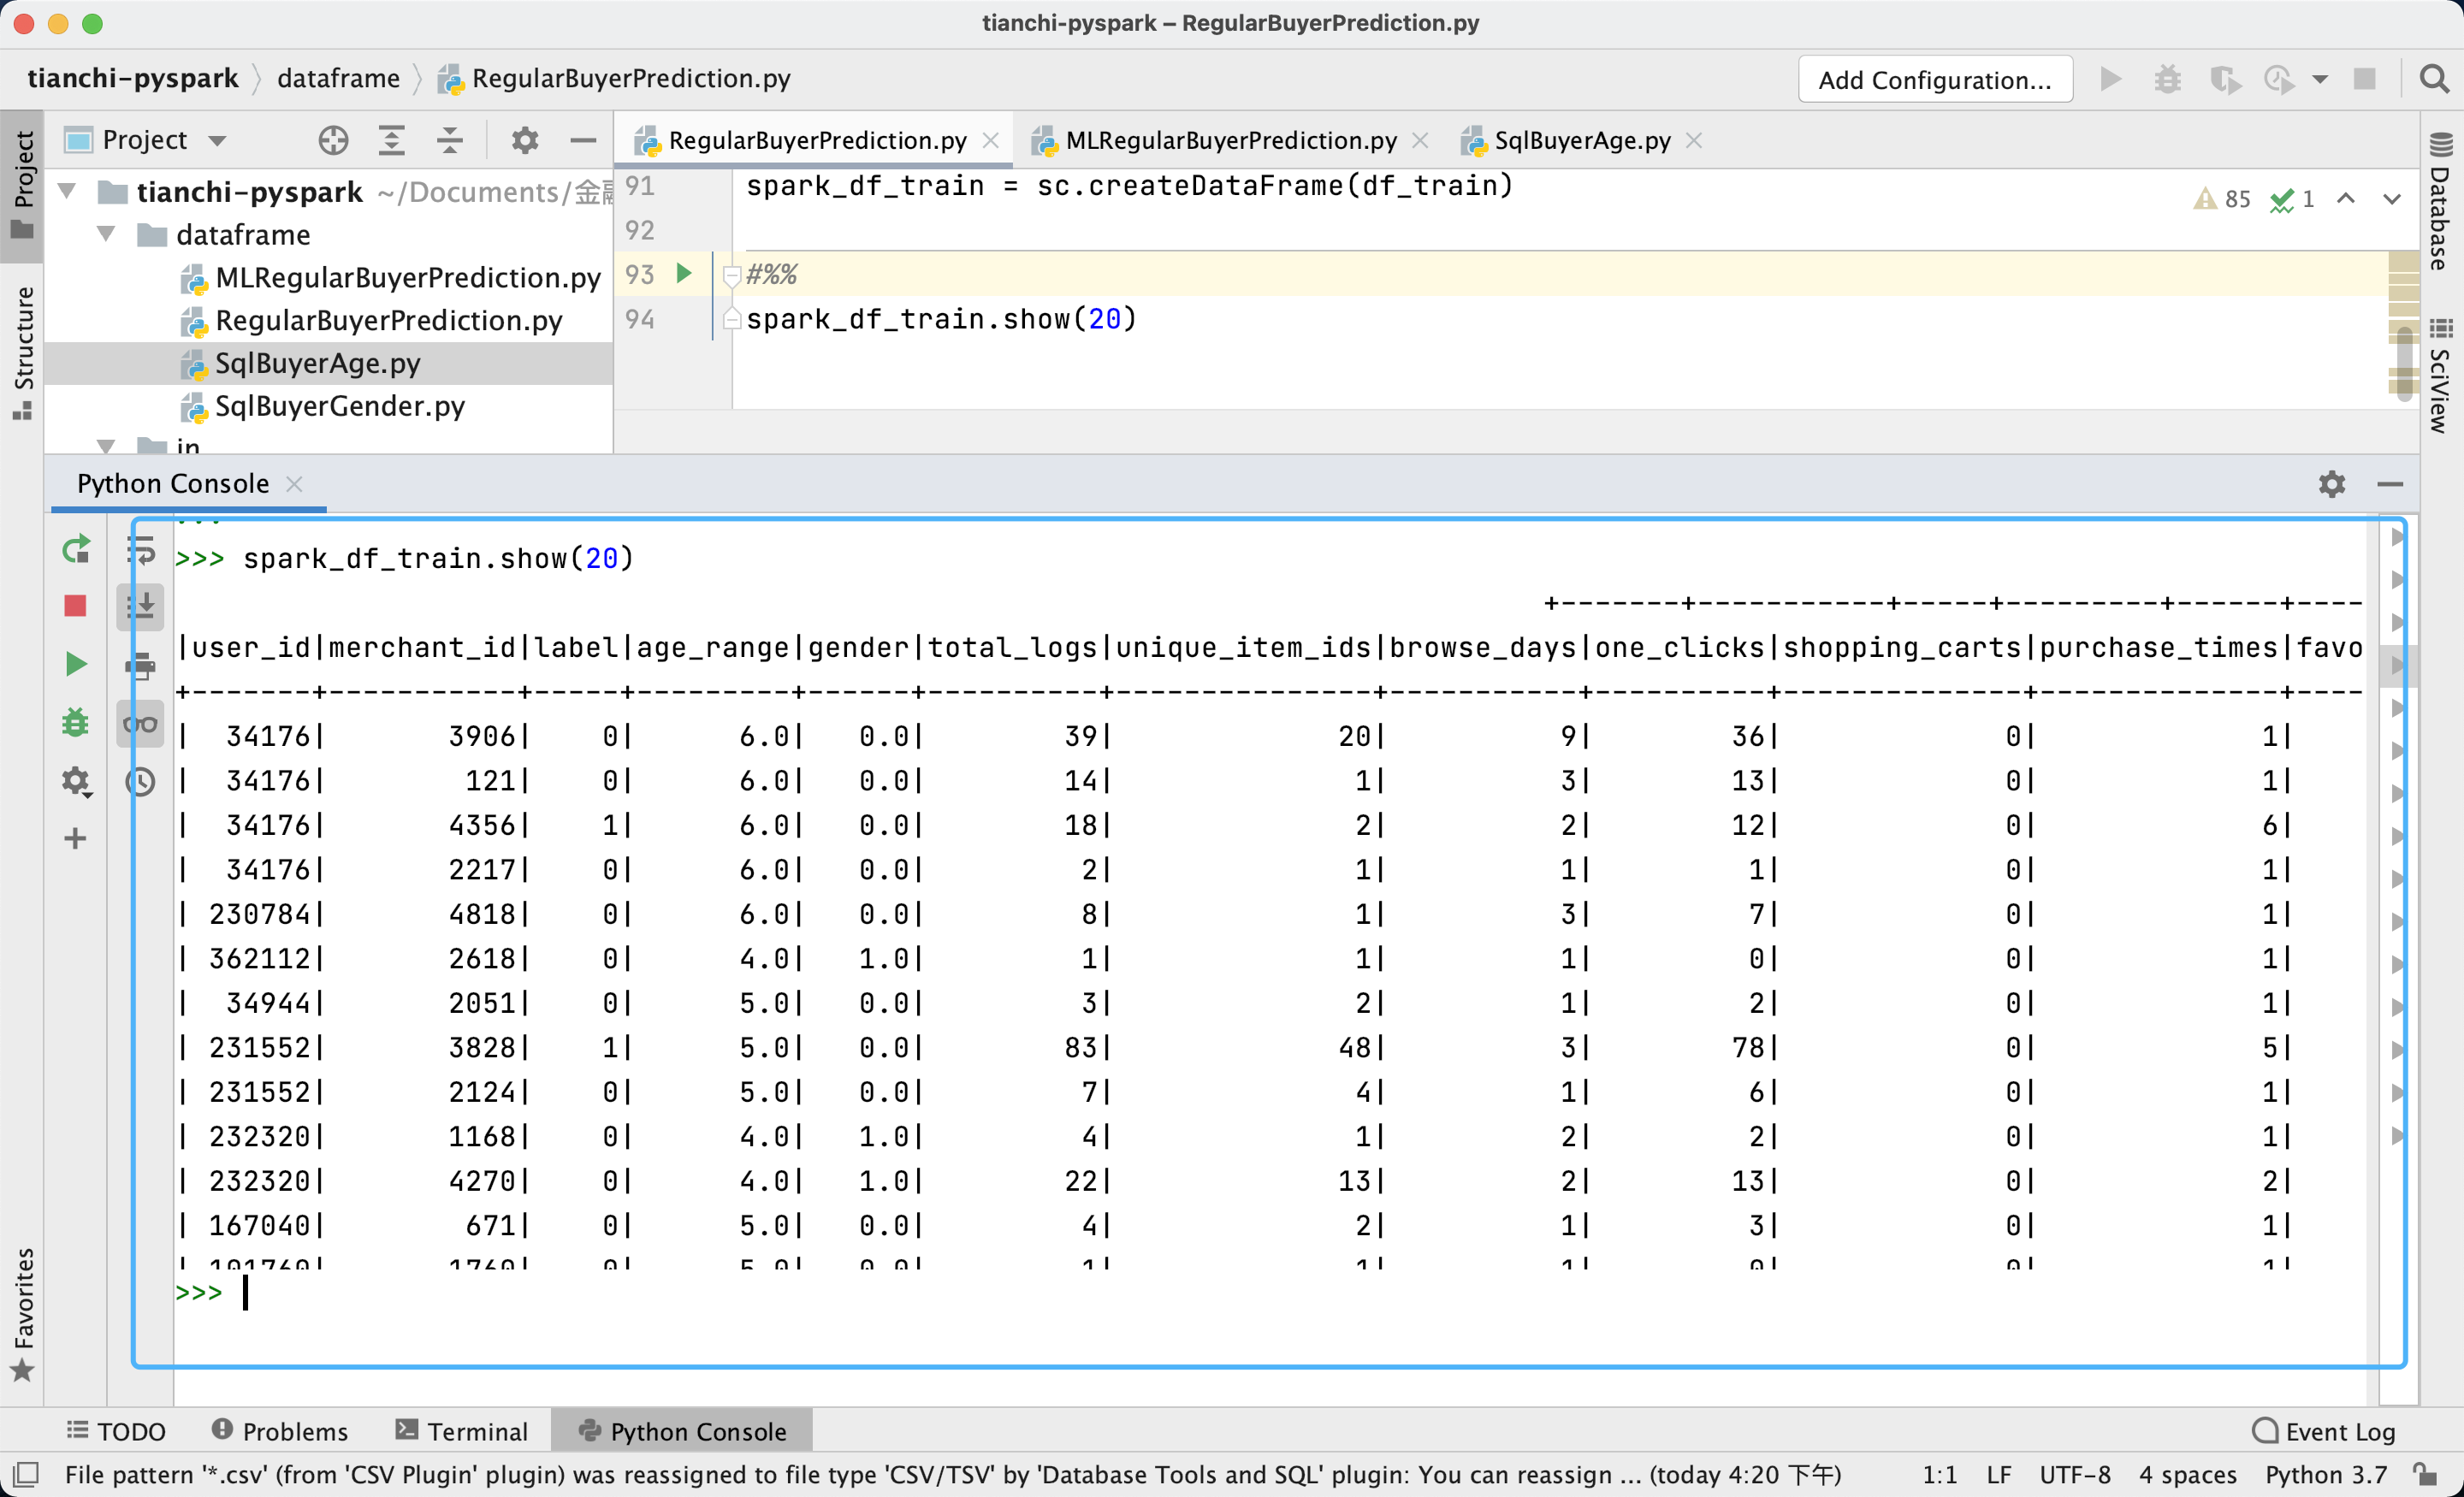 tianchi-pyspark – RegularBuyerPrediction.py
tianchi-pyspark dataframe RegularBuyerPrediction.py
Add Configuration...
Project
Project
Structure
Favorites
tianchi-pyspark ~/Documents/金融
dataframe
MLRegularBuyerPrediction.py
RegularBuyerPrediction.py
SqlBuyerAge.py
SqlBuyerGender.py
in
RegularBuyerPrediction.py MLRegularBuyerPrediction.py SqlBuyerAge.py
91 spark_df_train = sc.createDataFrame(df_train)
92
93 #%%
94 spark_df_train.show(20)
85 1
Database
SciView
Python Console
>>> spark_df_train.show(20)
+-------+-----------+-----+---------+------+----
|user_id|merchant_id|label|age_range|gender|total_logs|unique_item_ids|browse_days|one_clicks|shopping_carts|purchase_times|favo
+-------+-----------+-----+---------+------+----------+---------------+-----------+----------+--------------+--------------+----
| 34176| 3906| 0| 6.0| 0.0| 39| 20| 9| 36| 0| 1|
| 34176| 121| 0| 6.0| 0.0| 14| 1| 3| 13| 0| 1|
| 34176| 4356| 1| 6.0| 0.0| 18| 2| 2| 12| 0| 6|
| 34176| 2217| 0| 6.0| 0.0| 2| 1| 1| 1| 0| 1|
| 230784| 4818| 0| 6.0| 0.0| 8| 1| 3| 7| 0| 1|
| 362112| 2618| 0| 4.0| 1.0| 1| 1| 1| 0| 0| 1|
| 34944| 2051| 0| 5.0| 0.0| 3| 2| 1| 2| 0| 1|
| 231552| 3828| 1| 5.0| 0.0| 83| 48| 3| 78| 0| 5|
| 231552| 2124| 0| 5.0| 0.0| 7| 4| 1| 6| 0| 1|
| 232320| 1168| 0| 4.0| 1.0| 4| 1| 2| 2| 0| 1|
| 232320| 4270| 0| 4.0| 1.0| 22| 13| 2| 13| 0| 2|
| 167040| 671| 0| 5.0| 0.0| 4| 2| 1| 3| 0| 1|
| 101760| 1760| 0| 5.0| 0.0| 1| 1| 1| 0| 0| 1|
>>>
TODO Problems Terminal Python Console Event Log
File pattern '*.csv' (from 'CSV Plugin' plugin) was reassigned to file type 'CSV/TSV' by 'Database Tools and SQL' plugin: You can reassign ... (today 4:20 下午) 1:1 LF UTF-8 4 spaces Python 3.7